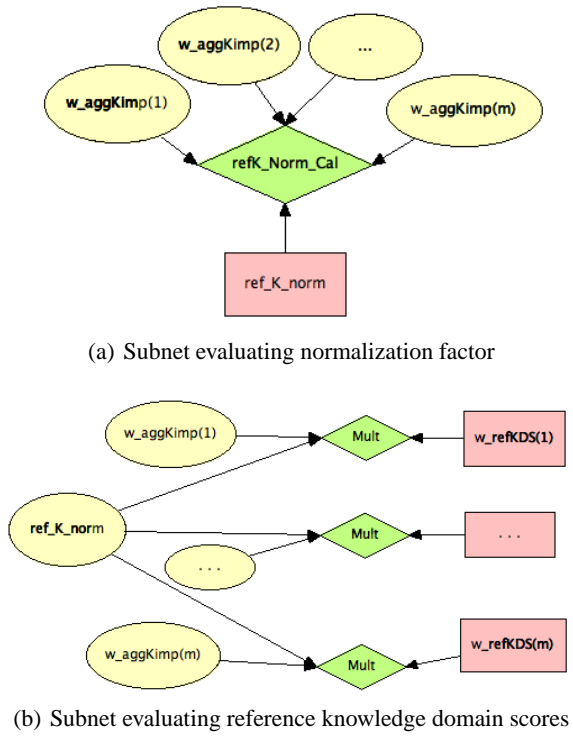 w_aggKimp(2)
...
w_aggKimp(1)
w_aggKimp(m)
refK_Norm_Cal
ref_K_norm
(a) Subnet evaluating normalization factor
w_aggKimp(1)
Mult
w_refKDS(1)
ref_K_norm
Mult
. . .
. . .
w_aggKimp(m)
Mult
w_refKDS(m)
(b) Subnet evaluating reference knowledge domain scores